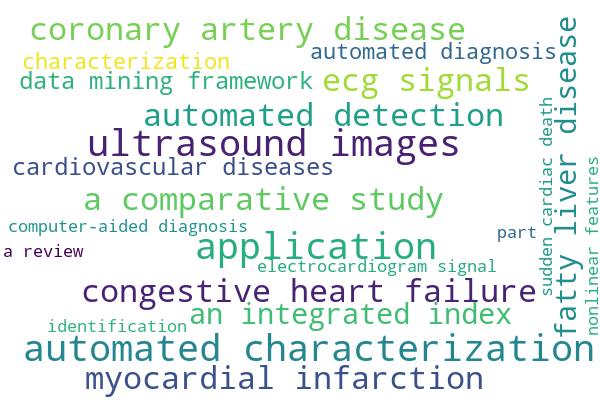 coronary artery disease
automated diagnosis
characterization
data mining framework
ecg signals
automated detection
ultrasound images
cardiovascular diseases
a comparative study
computer-aided diagnosis
part
application
a review
electrocardiogram signal
congestive heart failure
an integrated index
identification
automated characterization
myocardial infarction
sudden cardiac death
fatty liver disease
nonlinear features